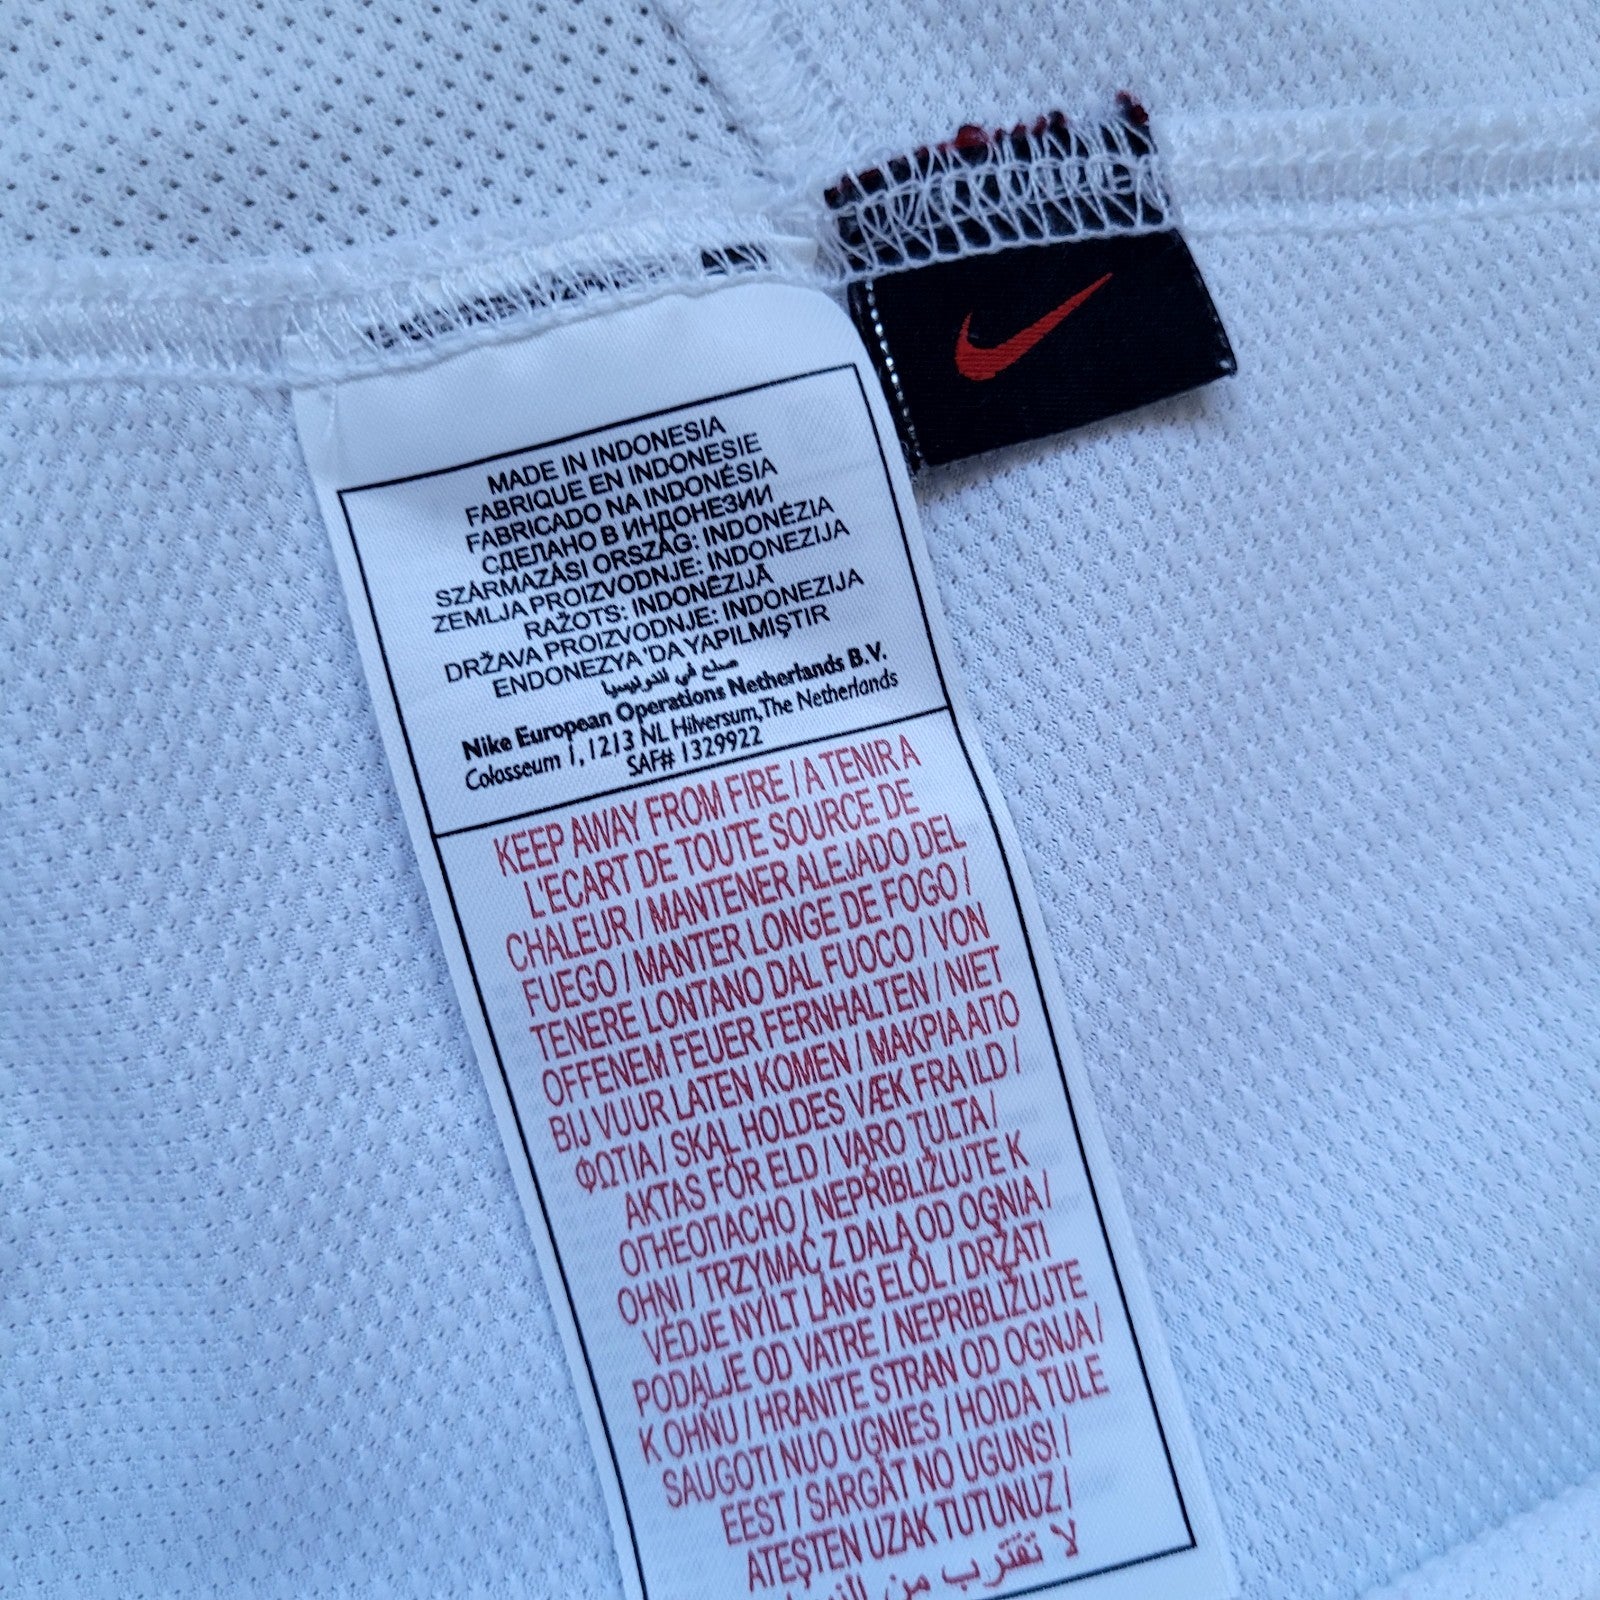 MADE IN INDONESIA
FABRIQUE EN INDONESIE
FABRICADO NA INDONÉSIA
СДЕЛАНО В ИНДОНЕЗИИ
SZÁRMAZÁSI ORSZÁG: INDONÉZIA
ZEMLJA PROIZVODNJE: INDONEZIJA
RAŽOTS: INDONĒZIJĀ
DRŽAVA PROIZVODNJE: INDONEZIJA
ENDONEZYA 'DA YAPILMIŞTIR
صنع في اندونيسيا
Nike European Operations Netherlands B.V.
Colosseum 1, 1213 NL Hilversum, The Netherlands
SAF# 1329922
KEEP AWAY FROM FIRE / A TENIR A
L'ECART DE TOUTE SOURCE DE
CHALEUR / MANTENER ALEJADO DEL
FUEGO / MANTER LONGE DE FOGO /
TENERE LONTANO DAL FUOCO / VON
OFFENEM FEUER FERNHALTEN / NIET
BIJ VUUR LATEN KOMEN / ΜΑΚΡΙΑ ΑΠΟ
ΦΩΤΙΑ / SKAL HOLDES VÆK FRA ILD /
AKTAS FÖR ELD / VARO TULTA /
ОГНЕОПАСНО / NEPŘIBLIŽUJTE K
OHNI / TRZYMAĆ Z DALA OD OGNIA /
VÉDJE NYÍLT LÁNG ELŐL / DRŽATI
PODALJE OD VATRE / NEPRIBLIŽUJTE
K OHŇU / HRANITE STRAN OD OGNJA /
SAUGOTI NUO UGNIES / HOIDA TULE
EEST / SARGĀT NO UGUNS! /
ATEŞTEN UZAK TUTUNUZ /
لا تقترب من